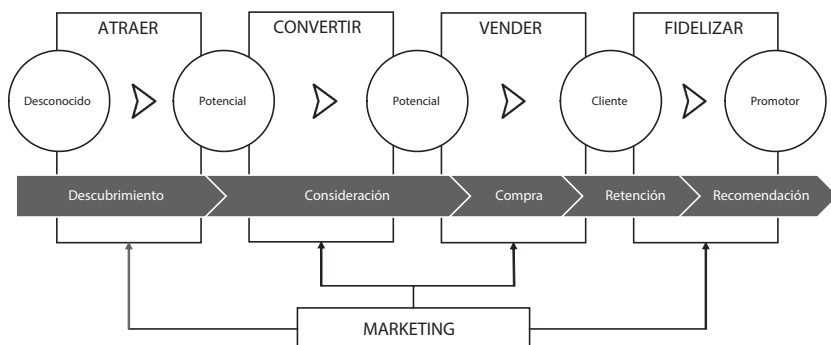 ATRAER
CONVERTIR
VENDER
FIDELIZAR
Desconocido
Potencial
Potencial
Cliente
Promotor
Descubrimiento
Consideración
Compra
Retención
Recomendación
MARKETING